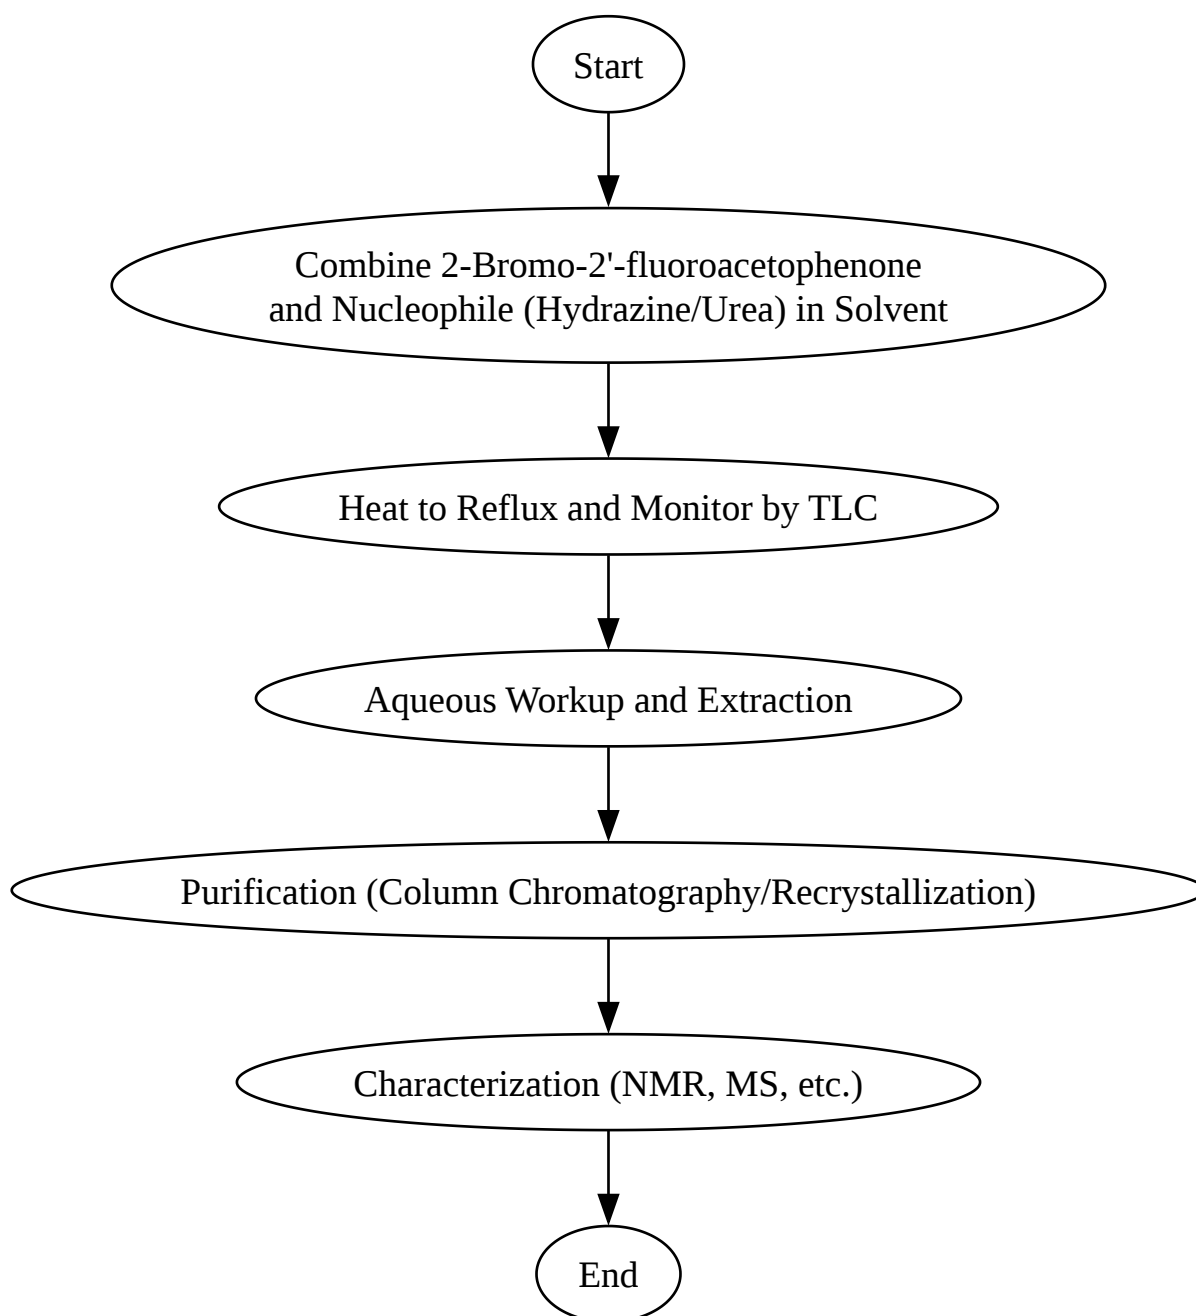 Start
Combine 2-Bromo-2'-fluoroacetophenone
and Nucleophile (Hydrazine/Urea) in Solvent
Heat to Reflux and Monitor by TLC
Aqueous Workup and Extraction
Purification (Column Chromatography/Recrystallization)
Characterization (NMR, MS, etc.)
End